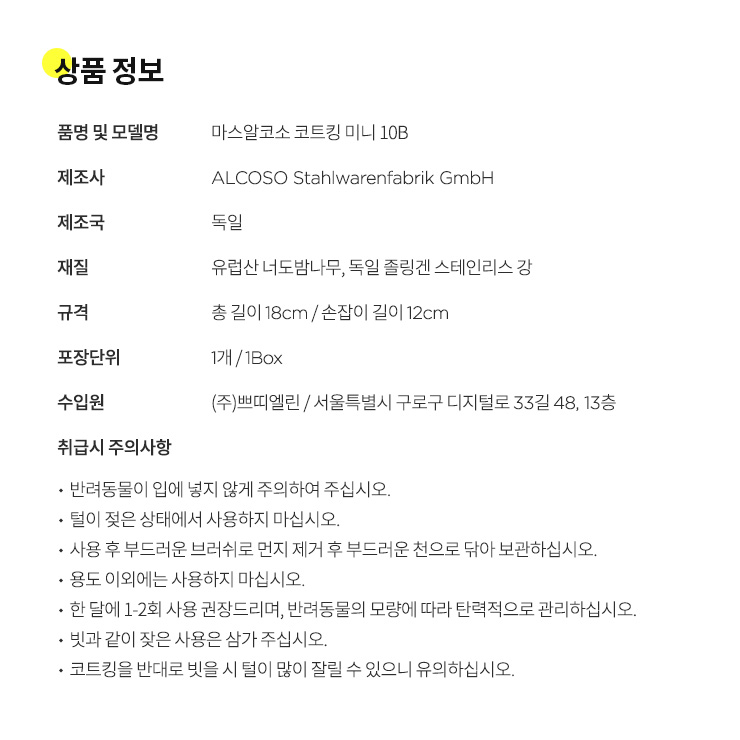 상품 정보
품명 및 모델명 마스알코소 코트킹 미니 10B
제조사 ALCOSO Stahlwarenfabrik GmbH
제조국 독일
재질 유럽산 너도밤나무, 독일 졸링겐 스테인리스 강
규격 총 길이 18cm / 손잡이 길이 12cm
포장단위 1개 / 1Box
수입원 (주)쁘띠엘린 / 서울특별시 구로구 디지털로 33길 48, 13층
취급시 주의사항
• 반려동물이 입에 넣지 않게 주의하여 주십시오.
• 털이 젖은 상태에서 사용하지 마십시오.
• 사용 후 부드러운 브러쉬로 먼지 제거 후 부드러운 천으로 닦아 보관하십시오.
• 용도 이외에는 사용하지 마십시오.
• 한 달에 1-2회 사용 권장드리며, 반려동물의 모량에 따라 탄력적으로 관리하십시오.
• 빗과 같이 잦은 사용은 삼가 주십시오.
• 코트킹을 반대로 빗을 시 털이 많이 잘릴 수 있으니 유의하십시오.